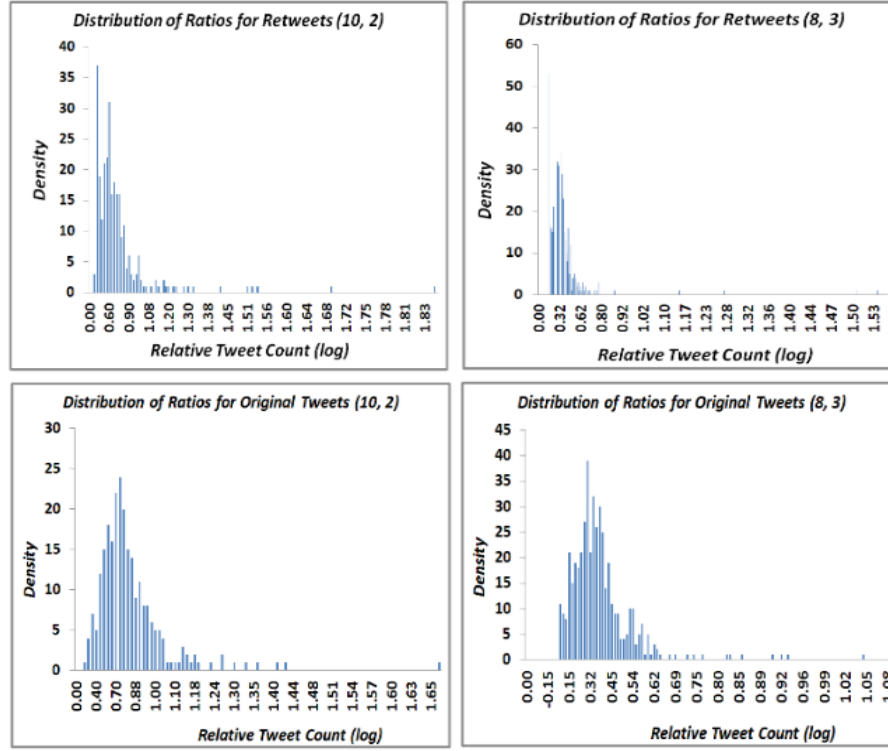 Distribution of Ratios for Retweets (10, 2)
40
35
30
25
20
15
10
5
0
Density
0.00 0.60 0.90 1.08 1.20 1.30 1.38 1.45 1.51 1.56 1.60 1.64 1.68 1.72 1.75 1.78 1.81 1.83
Relative Tweet Count (log)
Distribution of Ratios for Retweets (8, 3)
60
50
40
30
20
10
0
Density
0.00 0.32 0.62 0.80 0.92 1.02 1.10 1.17 1.23 1.28 1.32 1.36 1.40 1.44 1.47 1.50 1.53
Relative Tweet Count (log)
Distribution of Ratios for Original Tweets (10, 2)
30
25
20
15
10
5
0
Density
0.00 0.40 0.70 0.88 1.00 1.10 1.18 1.24 1.30 1.35 1.40 1.44 1.48 1.51 1.54 1.57 1.60 1.63 1.65
Relative Tweet Count (log)
Distribution of Ratios for Original Tweets (8, 3)
45
40
35
30
25
20
15
10
5
0
Density
0.00 -0.15 0.15 0.32 0.45 0.54 0.62 0.69 0.75 0.80 0.85 0.89 0.92 0.96 0.99 1.02 1.05 1.08
Relative Tweet Count (log)